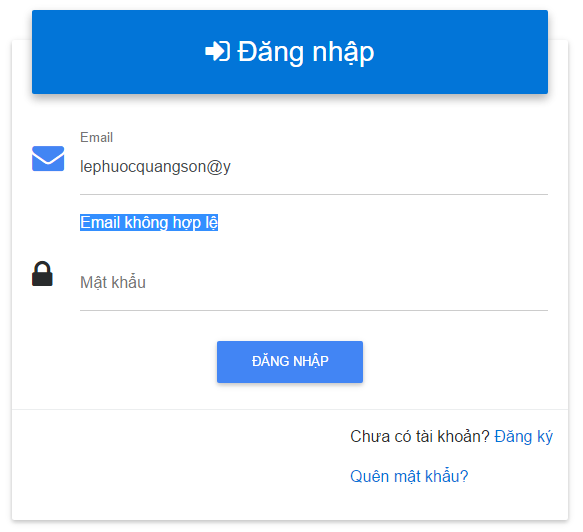 Đăng nhập
Email
lephuocquangson@y
Email không hợp lệ
Mật khẩu
ĐĂNG NHẬP
Chưa có tài khoản? Đăng ký
Quên mật khẩu?